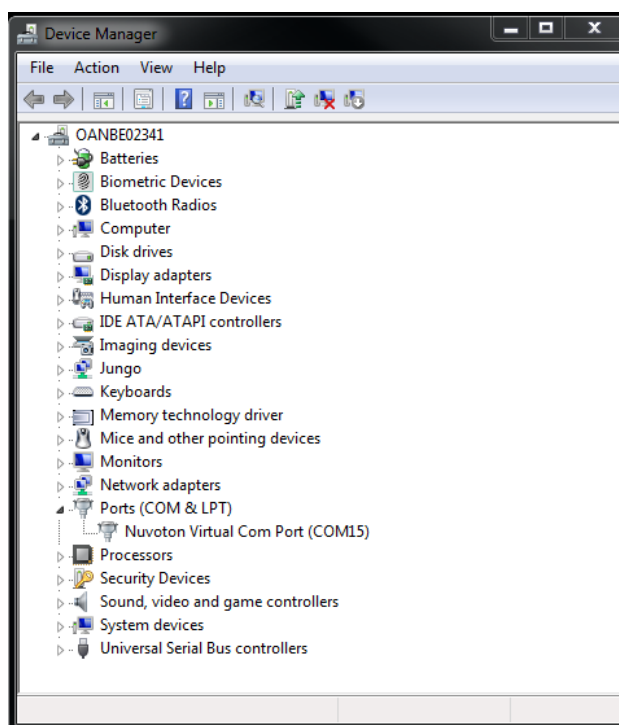 Device Manager
File Action View Help
OANBE02341
Batteries
Biometric Devices
Bluetooth Radios
Computer
Disk drives
Display adapters
Human Interface Devices
IDE ATA/ATAPI controllers
Imaging devices
Jungo
Keyboards
Memory technology driver
Mice and other pointing devices
Monitors
Network adapters
Ports (COM & LPT)
Nuvoton Virtual Com Port (COM15)
Processors
Security Devices
Sound, video and game controllers
System devices
Universal Serial Bus controllers